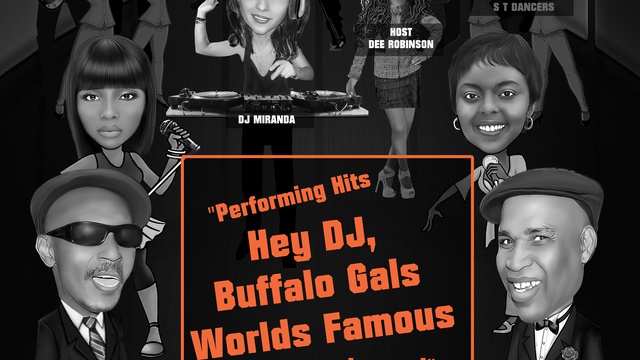 S T DANCERS
HOST
DEE ROBINSON
DJ MIRANDA
"Performing Hits
Hey DJ,
Buffalo Gals
Worlds Famous